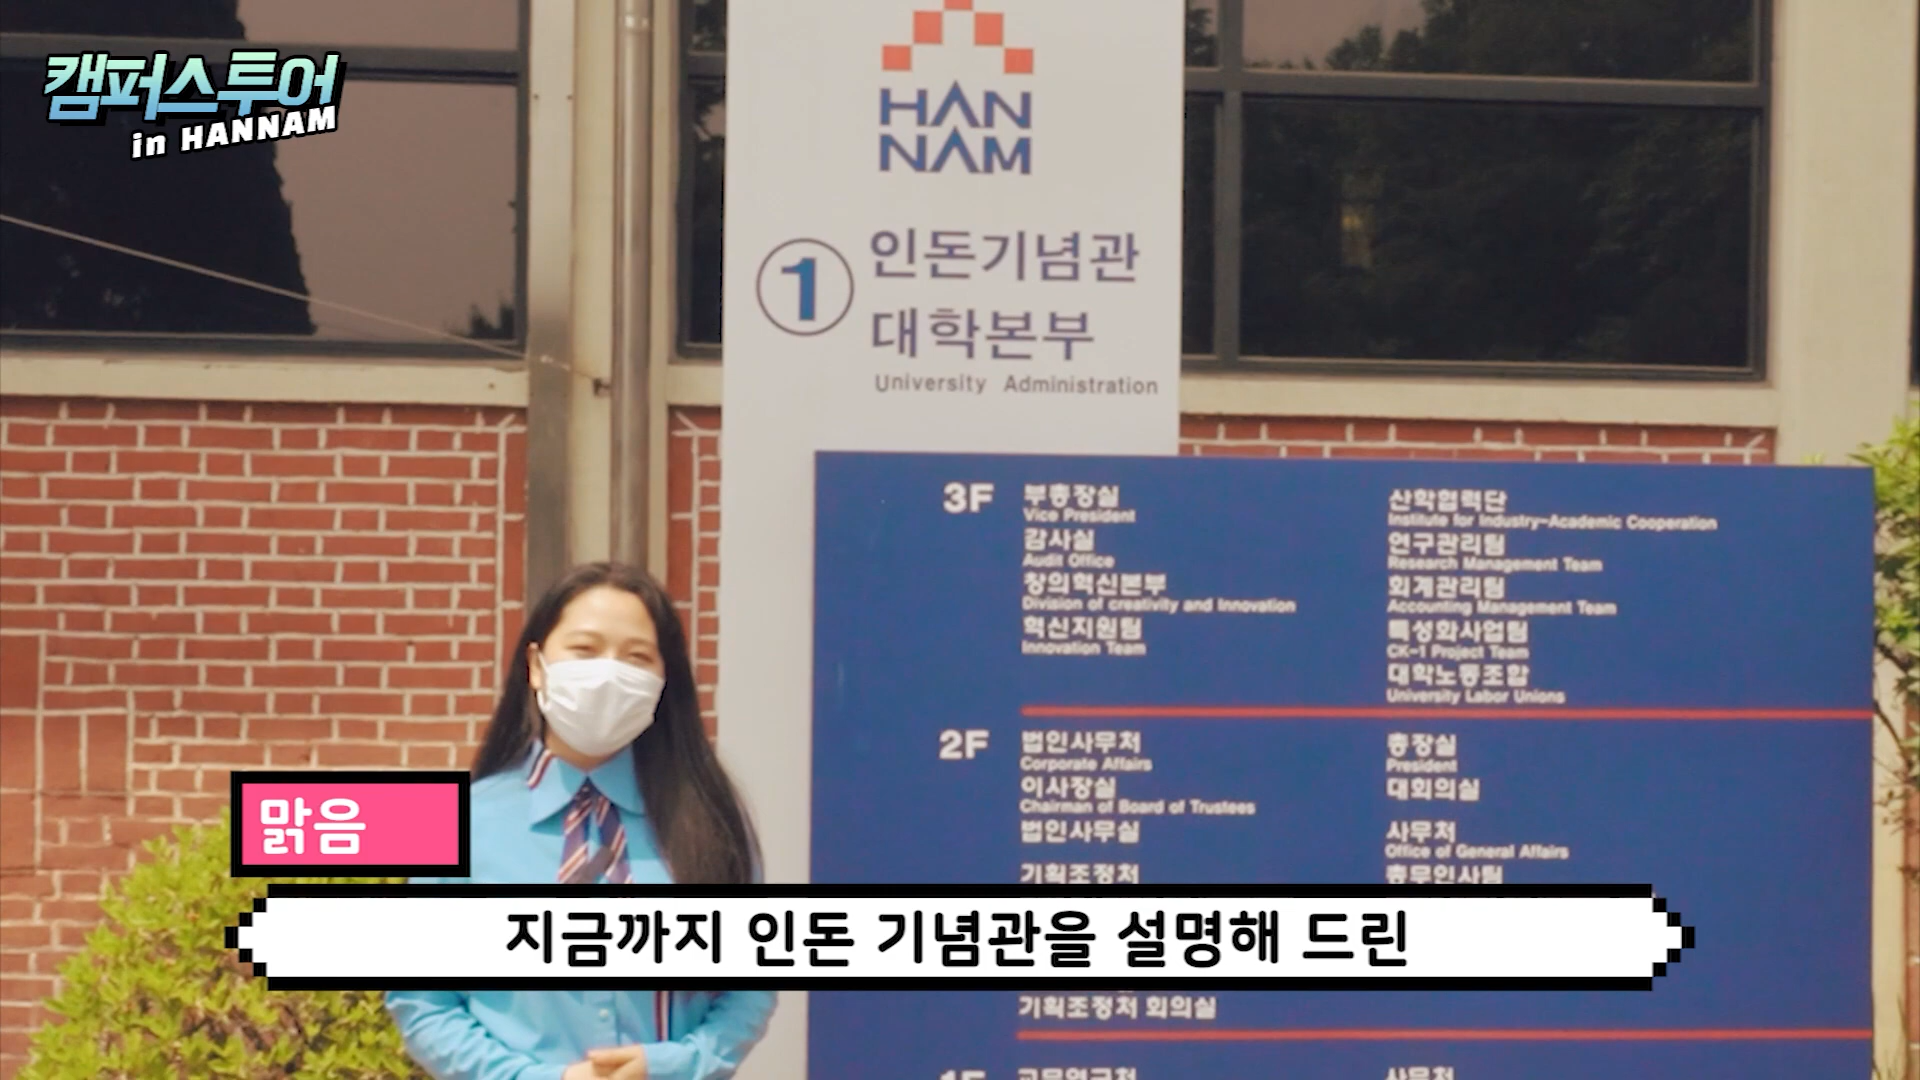 캠퍼스투어
in HANNAM
HAN
NAM
1
인돈기념관
대학본부
University Administration
3F
부총장실
Vice President
감사실
Audit Office
창의혁신본부
Division of creativity and Innovation
혁신지원팀
Innovation Team
산학협력단
Institute for Industry-Academic Cooperation
연구관리팀
Research Management Team
회계관리팀
Accounting Management Team
특성화사업팀
CK-1 Project Team
대학노동조합
University Labor Unions
2F
법인사무처
Corporate Affairs
이사장실
Chairman of Board of Trustees
법인사무실
기획조정처
총장실
President
대회의실
사무처
Office of General Affairs
총무인사팀
맑음
지금까지 인돈 기념관을 설명해 드린
기획조정처 회의실
1F
사무처